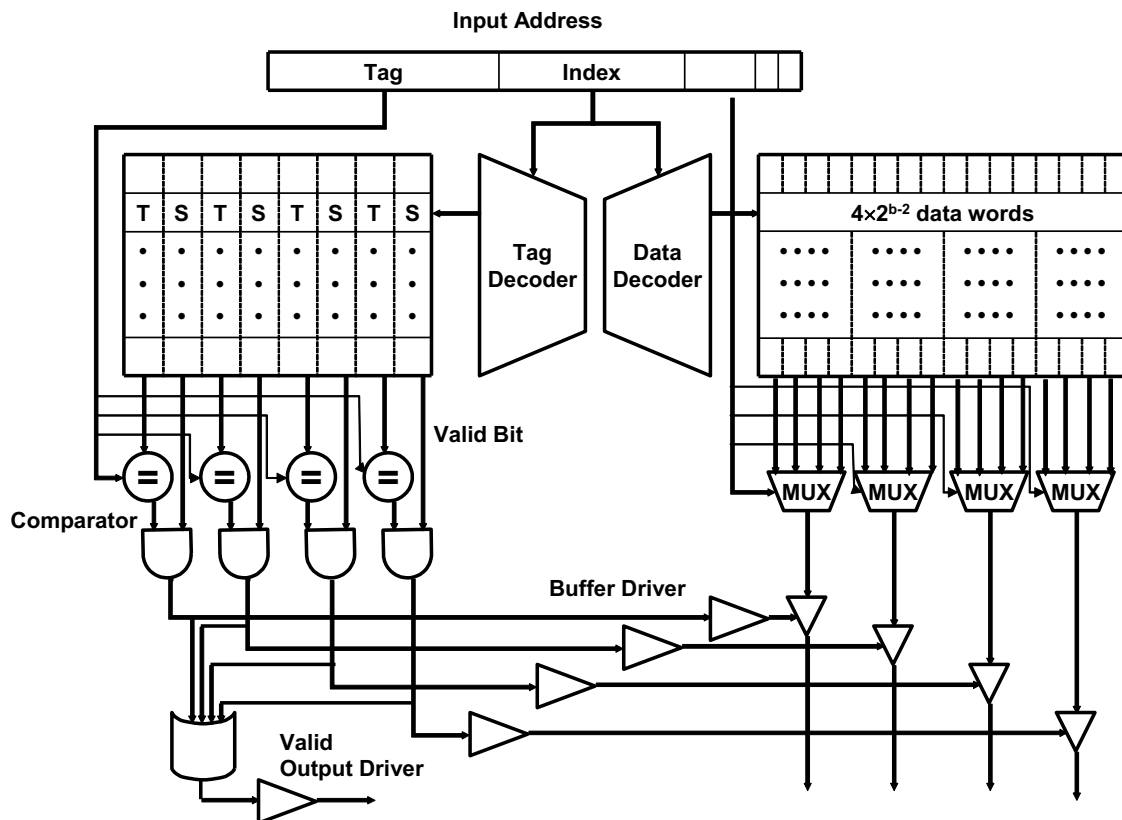 Input Address
Tag Index
T S T S T S T S
Tag
Decoder
Data
Decoder
4×2ᵇ⁻² data words
Valid Bit
= = = =
MUX MUX MUX MUX
Comparator
Buffer Driver
Valid
Output Driver